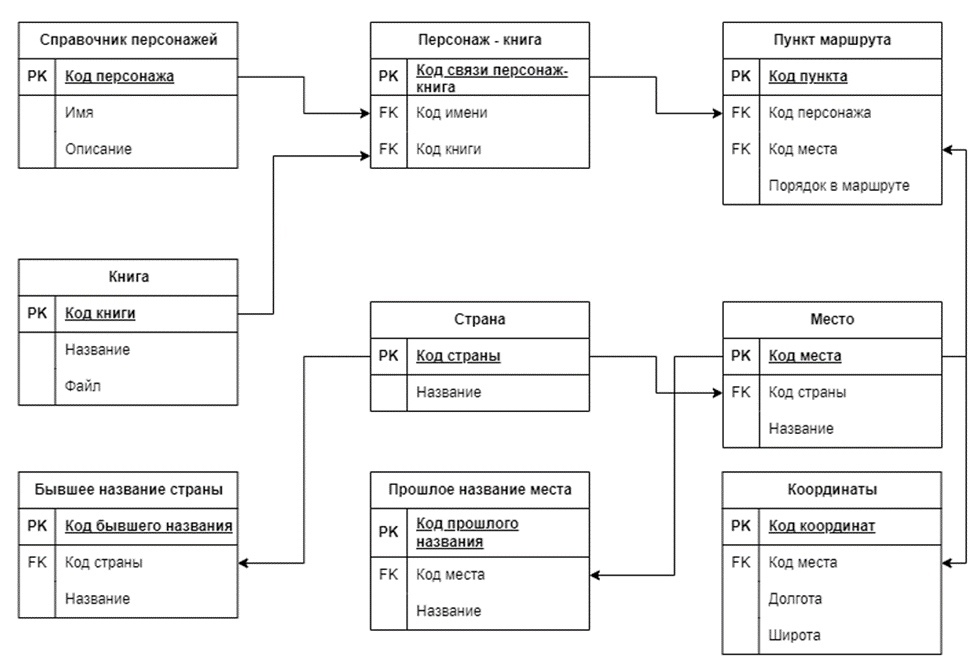 Справочник персонажей
PK Код персонажа
Имя
Описание
Персонаж - книга
PK Код связи персонаж-
книга
FK Код имени
FK Код книги
Пункт маршрута
PK Код пункта
FK Код персонажа
FK Код места
Порядок в маршруте
Книга
PK Код книги
Название
Файл
Страна
PK Код страны
Название
Место
PK Код места
FK Код страны
Название
Бывшее название страны
PK Код бывшего названия
FK Код страны
Название
Прошлое название места
PK Код прошлого
названия
FK Код места
Название
Координаты
PK Код координат
FK Код места
Долгота
Широта